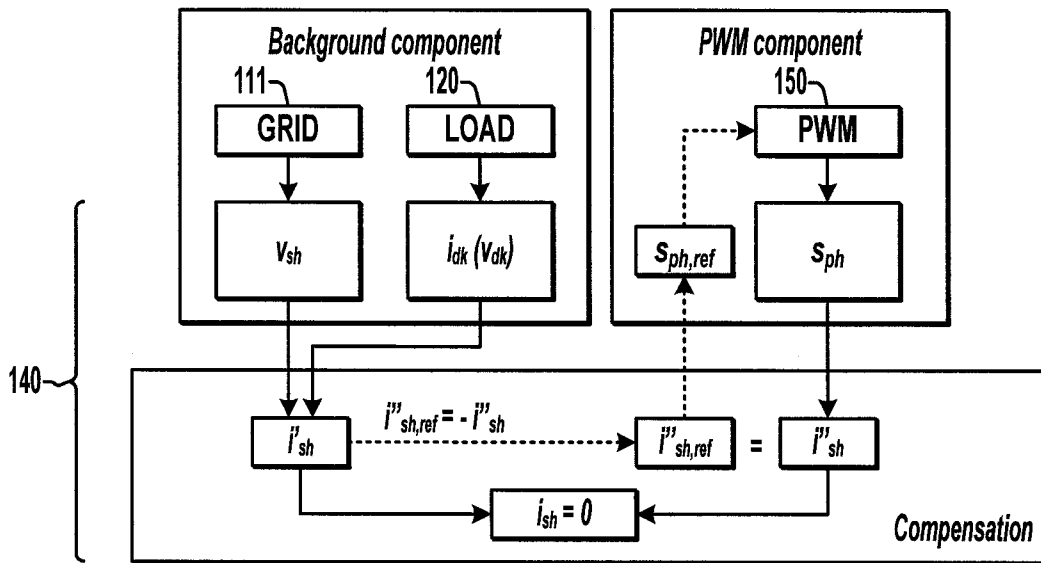 Background component
PWM component
111
120
150
GRID
LOAD
PWM
v_sh
i_dk (v_dk)
s_ph,ref
s_ph
140
i''_sh,ref = - i''_sh
i'_sh
i''_sh,ref
=
i''_sh
i_sh = 0
Compensation